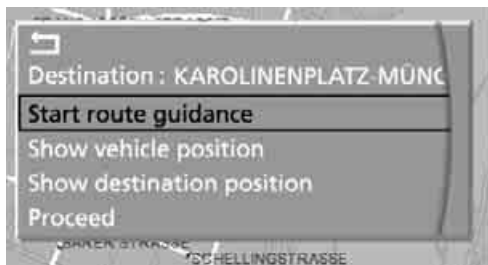 Destination : KAROLINENPLATZ-MÜNC
Start route guidance
Show vehicle position
Show destination position
Proceed
SCHELLINGSTRASSE